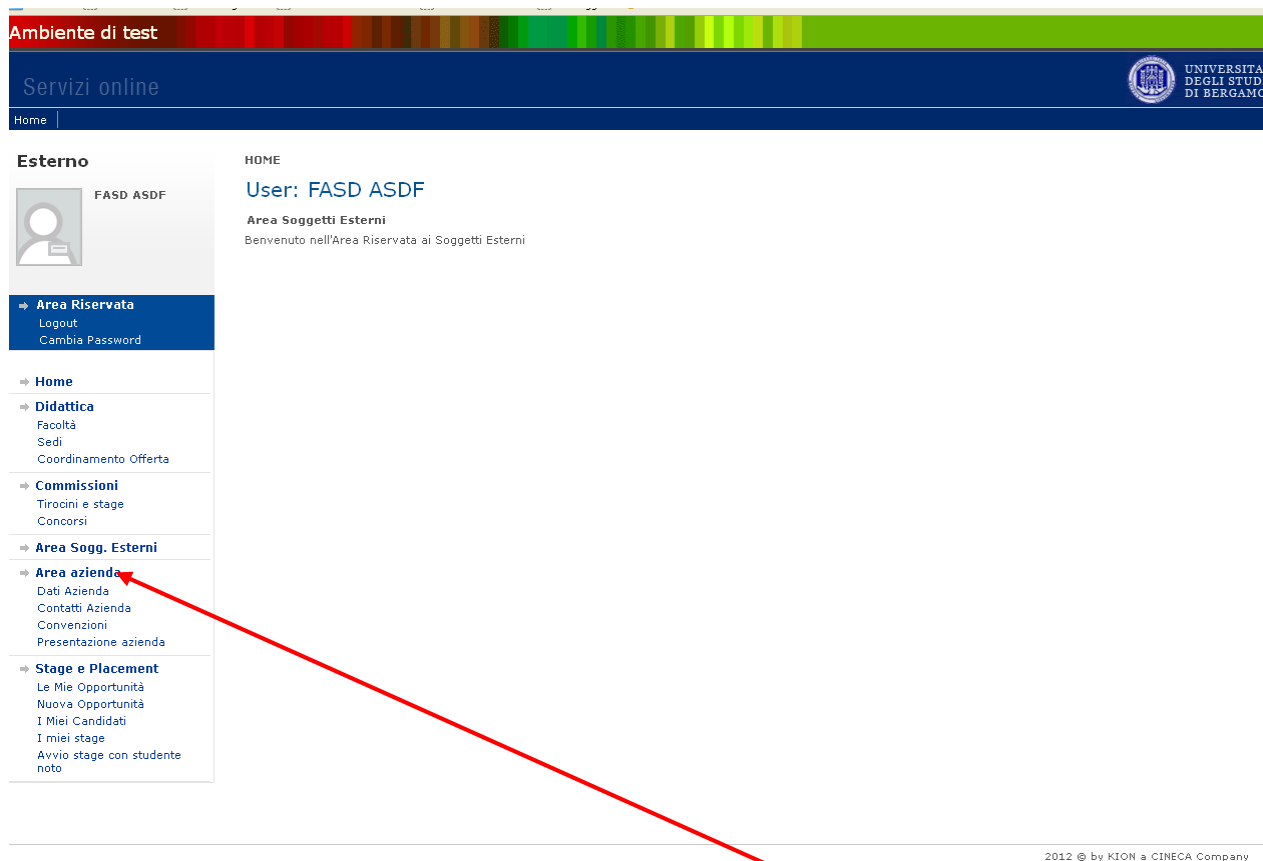 Ambiente di test
Servizi online
UNIVERSITA
DEGLI STUD
DI BERGAMO
Home
Esterno
FASD ASDF
HOME
User: FASD ASDF
Area Soggetti Esterni
Benvenuto nell'Area Riservata ai Soggetti Esterni
Area Riservata
Logout
Cambia Password
Home
Didattica
Facoltà
Sedi
Coordinamento Offerta
Commissioni
Tirocini e stage
Concorsi
Area Sogg. Esterni
Area azienda
Dati Azienda
Contatti Azienda
Convenzioni
Presentazione azienda
Stage e Placement
Le Mie Opportunità
Nuova Opportunità
I Miei Candidati
I miei stage
Avvio stage con studente
noto
2012 © by KION a CINECA Company